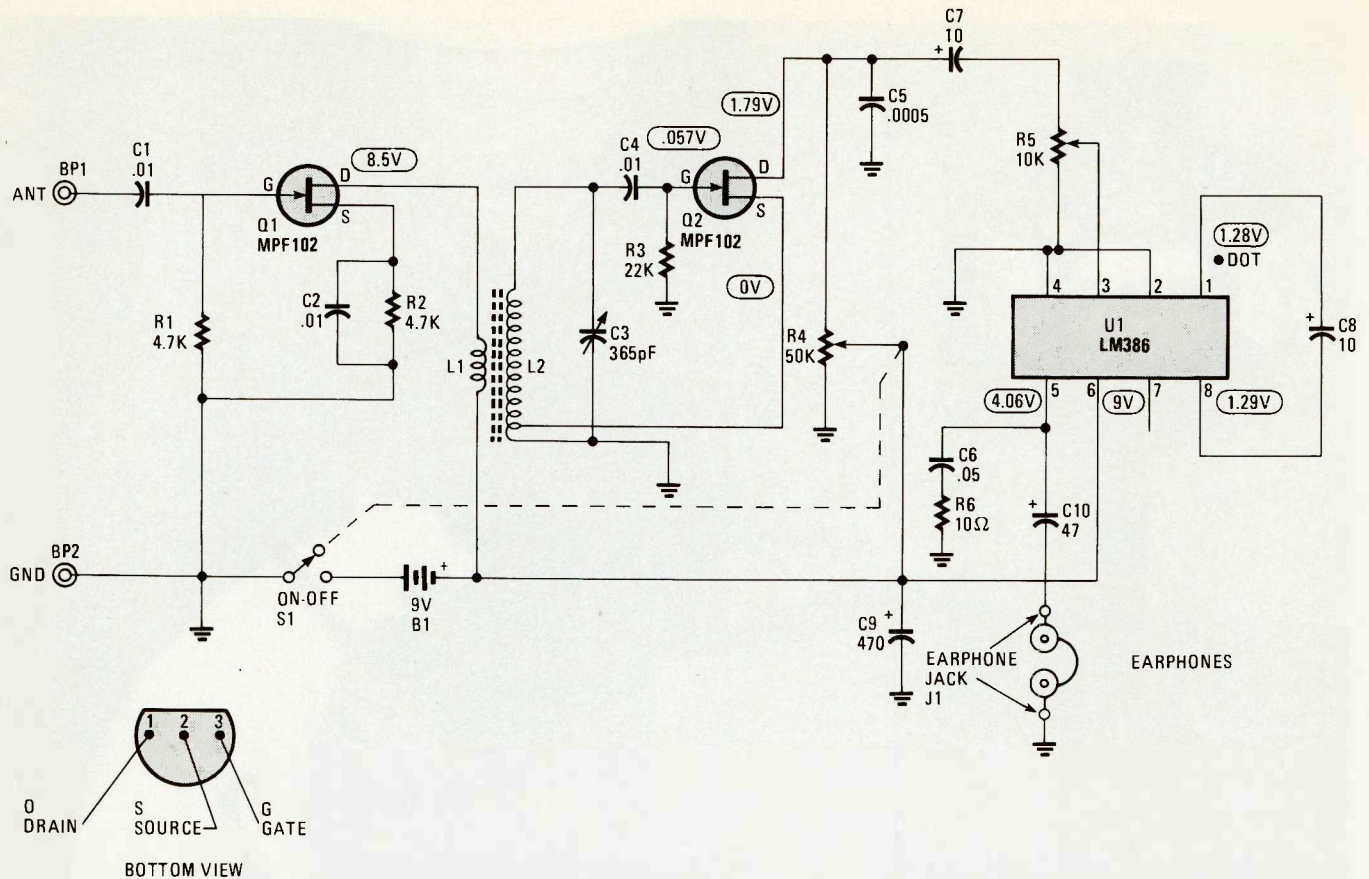 C7
10
+
C5
.0005
1.79V
.057V
C4
.01
G
D
S
Q2
MPF102
R3
22K
0V
R5
10K
C1
.01
BP1
ANT
8.5V
G
D
S
Q1
MPF102
C2
.01
R2
4.7K
R1
4.7K
L1
L2
C3
365pF
R4
50K
1.28V
DOT
4
3
2
1
U1
LM386
5
6
7
8
4.06V
9V
1.29V
+
C8
10
C6
.05
R6
10Ω
+
C10
47
BP2
GND
ON-OFF
S1
+
9V
B1
+
C9
470
EARPHONE
JACK
J1
EARPHONES
1 2 3
O
DRAIN
S
SOURCE
G
GATE
BOTTOM VIEW